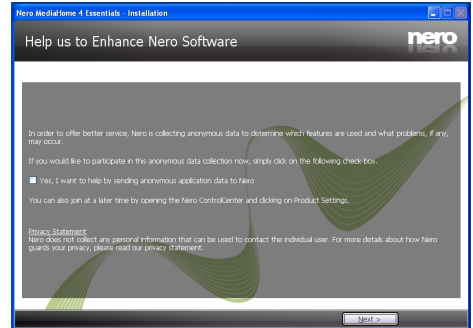 Nero MediaHome 4 Essentials - Installation
Help us to Enhance Nero Software
nero
In order to offer better service, Nero is collecting anonymous data to determine which features are used and what problems, if any,
may occur.
If you would like to participate in this anonymous data collection now, simply click on the following check box.
Yes, I want to help by sending anonymous application data to Nero
You can also join at a later time by opening the Nero ControlCenter and clicking on Product Settings.
Privacy Statement
Nero does not collect any personal information that can be used to contact the individual user. For more details about how Nero
guards your privacy, please read our privacy statement.
Next >